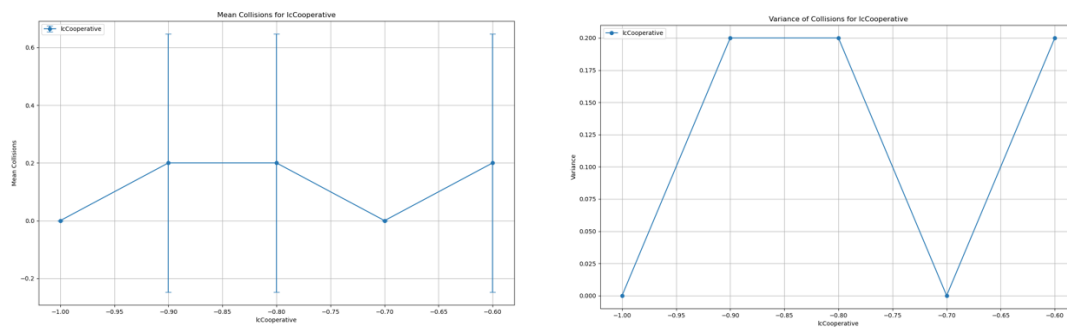 Mean Collisions for lcCooperative
lcCooperative
Mean Collisions
0.6
0.4
0.2
0.0
−0.2
−1.00 −0.95 −0.90 −0.85 −0.80 −0.75 −0.70 −0.65 −0.60
lcCooperative
Variance of Collisions for lcCooperative
lcCooperative
Variance
0.200
0.175
0.150
0.125
0.100
0.075
0.050
0.025
0.000
−1.00 −0.95 −0.90 −0.85 −0.80 −0.75 −0.70 −0.65 −0.60
lcCooperative